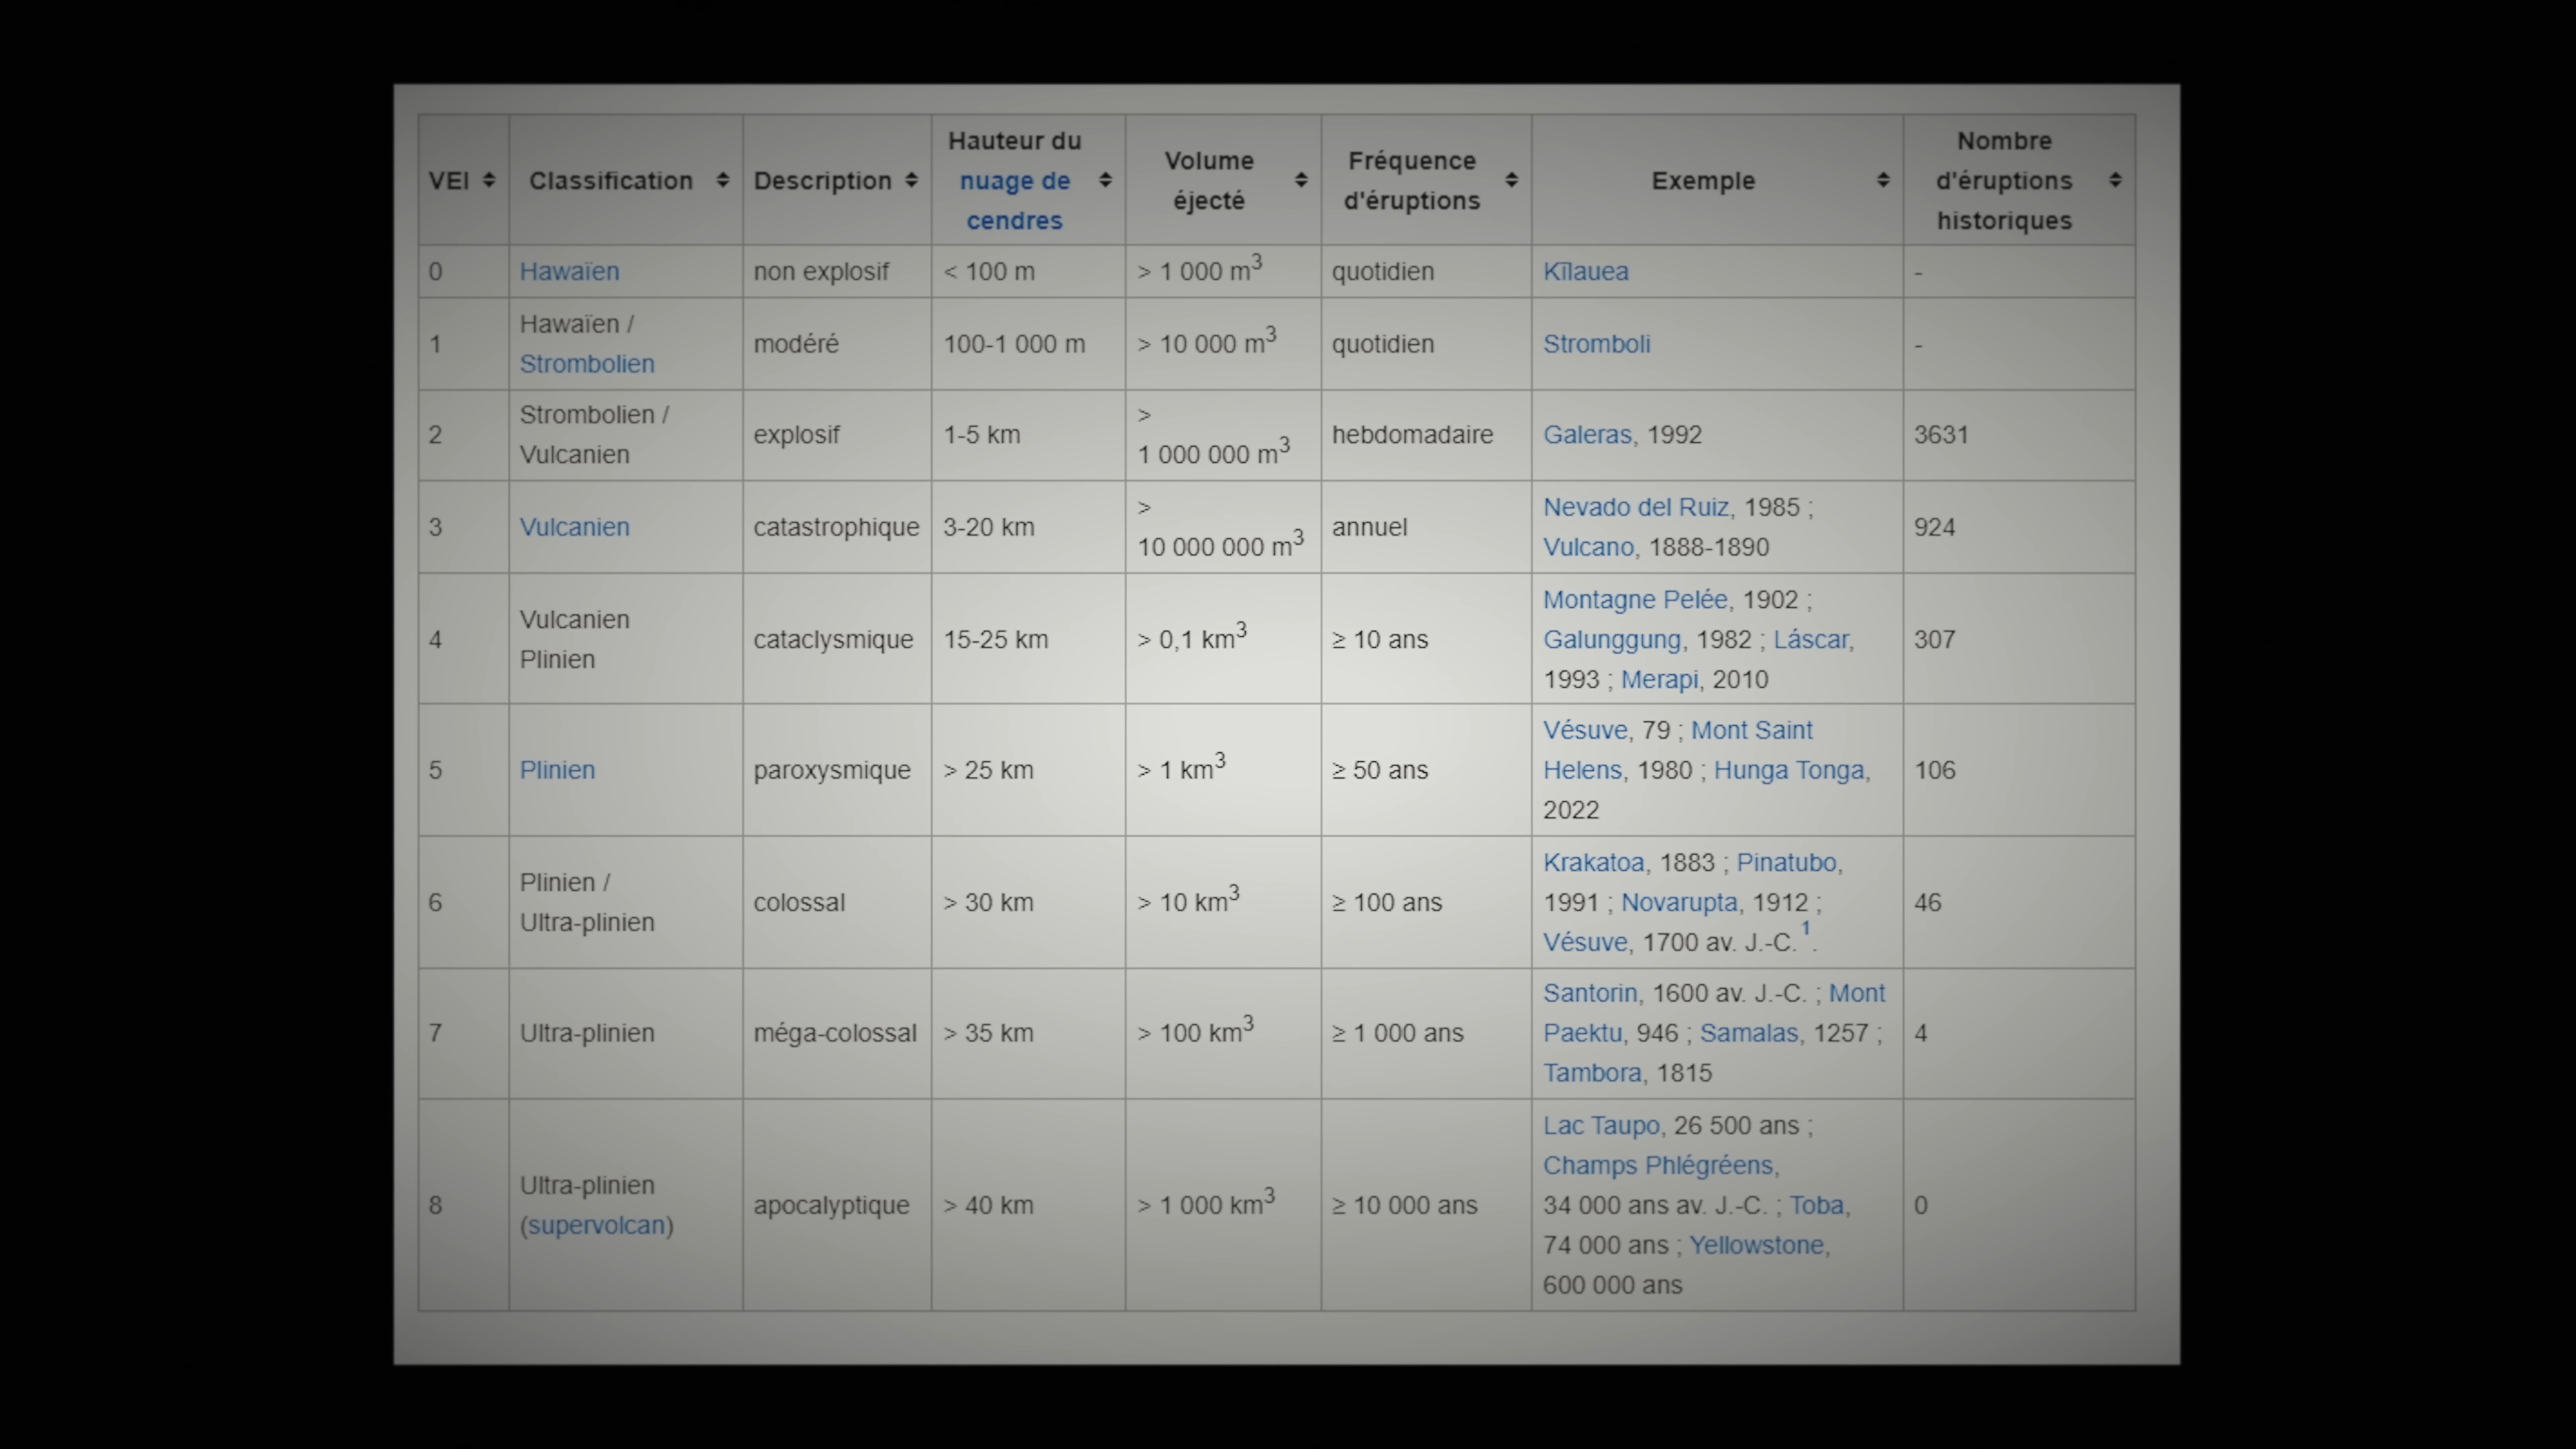 VEI Classification Description Hauteur du nuage de cendres Volume éjecté Fréquence d'éruptions Exemple Nombre d'éruptions historiques
0 Hawaïen non explosif < 100 m > 1 000 m³ quotidien Kīlauea -
1 Hawaïen / Strombolien modéré 100-1 000 m > 10 000 m³ quotidien Stromboli -
2 Strombolien / Vulcanien explosif 1-5 km > 1 000 000 m³ hebdomadaire Galeras, 1992 3631
3 Vulcanien catastrophique 3-20 km > 10 000 000 m³ annuel Nevado del Ruiz, 1985 ; Vulcano, 1888-1890 924
4 Vulcanien Plinien cataclysmique 15-25 km > 0,1 km³ ≥ 10 ans Montagne Pelée, 1902 ; Galunggung, 1982 ; Láscar, 1993 ; Merapi, 2010 307
5 Plinien paroxysmique > 25 km > 1 km³ ≥ 50 ans Vésuve, 79 ; Mont Saint Helens, 1980 ; Hunga Tonga, 2022 106
6 Plinien / Ultra-plinien colossal > 30 km > 10 km³ ≥ 100 ans Krakatoa, 1883 ; Pinatubo, 1991 ; Novarupta, 1912 ; Vésuve, 1700 av. J.-C. ¹. 46
7 Ultra-plinien méga-colossal > 35 km > 100 km³ ≥ 1 000 ans Santorin, 1600 av. J.-C. ; Mont Paektu, 946 ; Samalas, 1257 ; Tambora, 1815 4
8 Ultra-plinien (supervolcan) apocalyptique > 40 km > 1 000 km³ ≥ 10 000 ans Lac Taupo, 26 500 ans ; Champs Phlégréens, 34 000 ans av. J.-C. ; Toba, 74 000 ans ; Yellowstone, 600 000 ans 0